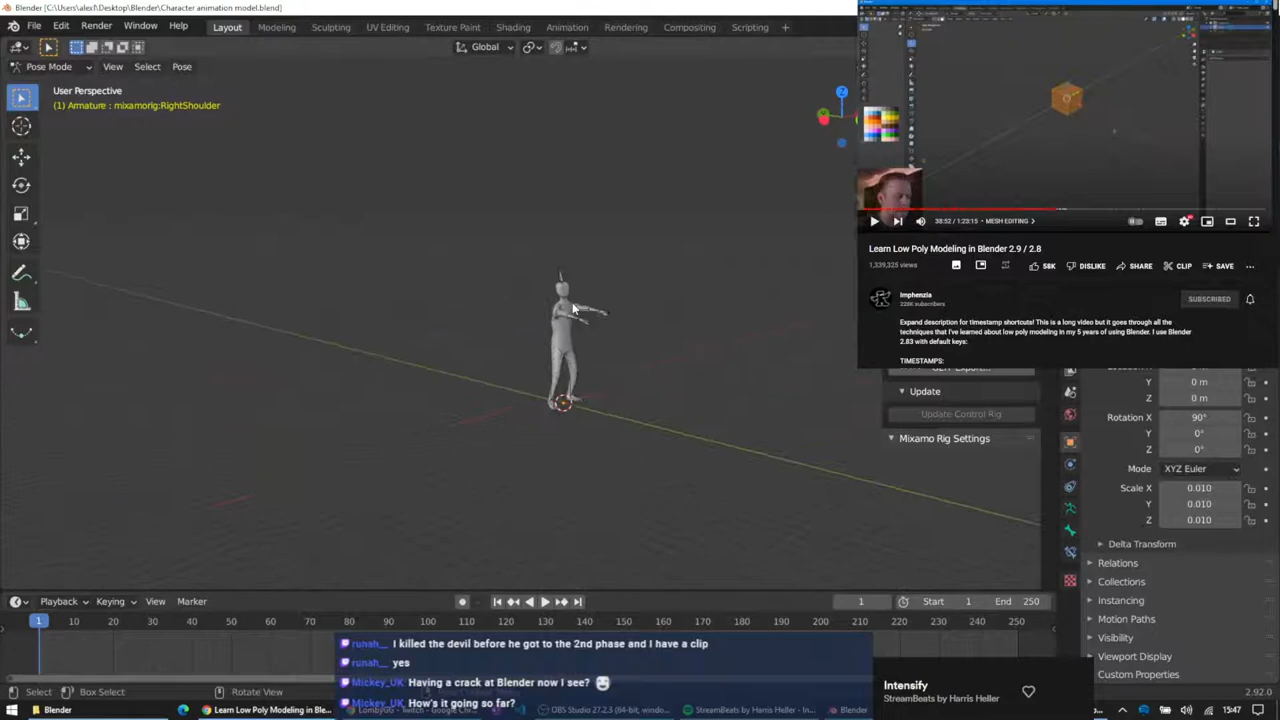 Blender [C:\Users\alexl\Desktop\Character animation model.blend]
File Edit Render Window Help Layout Modeling Sculpting UV Editing Texture Paint Shading Animation Rendering Compositing Scripting
Global
Pose Mode View Select Pose
User Perspective
(1) Armature : mixamorig:RightShoulder
Z
38:52 / 1:23:15 • MESH EDITING
Learn Low Poly Modeling in Blender 2.9 / 2.8
1,339,325 views 58K DISLIKE SHARE CLIP SAVE
Imphenzia
228K subscribers
SUBSCRIBED
Expand description for timestamp shortcuts! This is a long video but it goes through all the
techniques that I've learned about low poly modeling in my 5 years of using Blender. I use Blender
2.83 with default keys:
TIMESTAMPS:
Update
Update Control Rig
Mixamo Rig Settings
Y 0 m
Z 0 m
Rotation X 90°
Y 0°
Z 0°
Mode XYZ Euler
Scale X 0.010
Y 0.010
Z 0.010
Delta Transform
Relations
Collections
Instancing
Motion Paths
Visibility
Viewport Display
Custom Properties
Playback Keying View Marker 1 Start 1 End 250
1 10 20 30 40 50 60 70 80 90 100 110 120 130 140 150 160 170 180 190 200 210 220 230 240 250
runah__ I killed the devil before he got to the 2nd phase and I have a clip
runah__ yes
Mickey_UK Having a crack at Blender now I see?
Mickey_UK How's it going so far?
Intensify
StreamBeats by Harris Heller
Select Box Select Rotate View
2.92.0
Blender Learn Low Poly Modeling in Ble... LombyGG - Twitch - Google Chro... OBS Studio 27.2.3 (64-bit, windo... StreamBeats by Harris Heller Blender
15:47